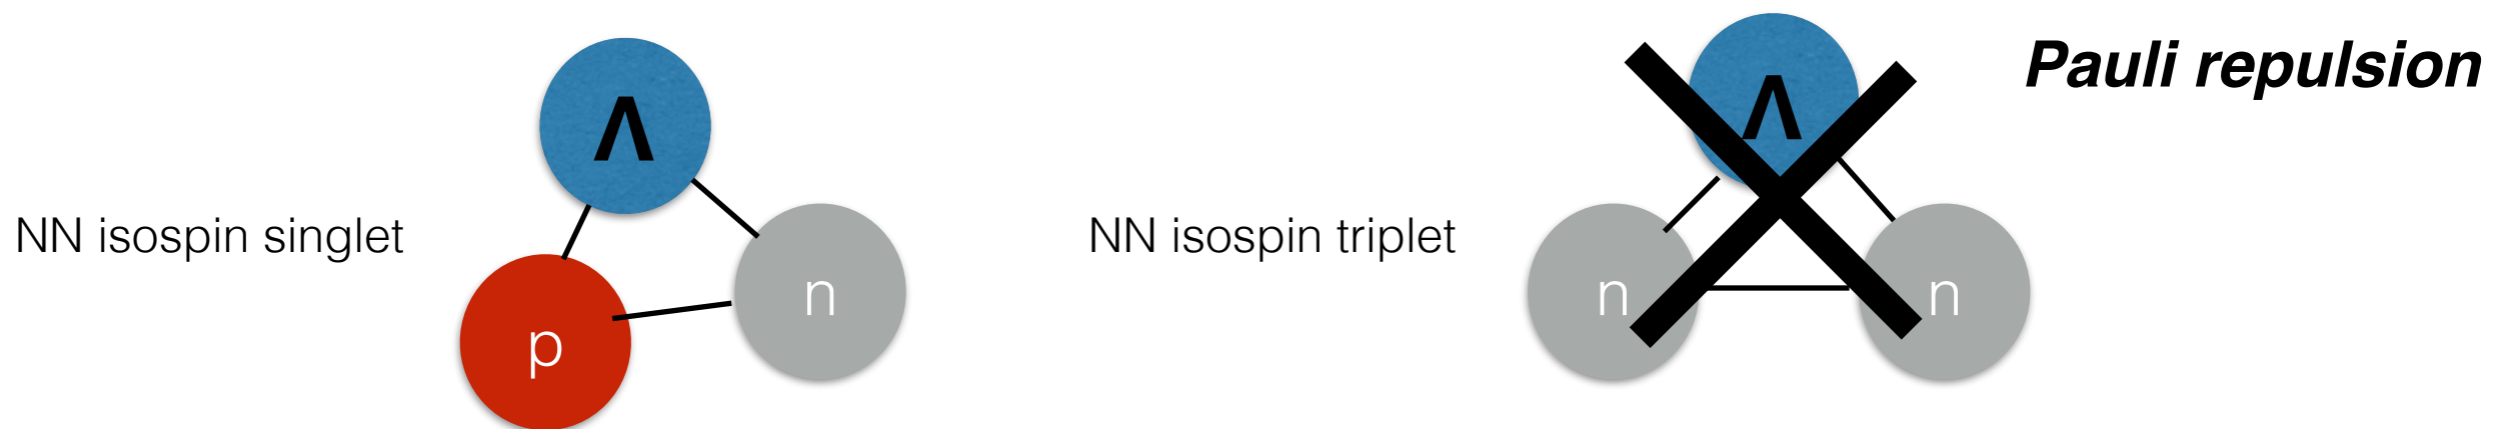 Pauli repulsion
Λ
Λ
NN isospin singlet
NN isospin triplet
n
n
n
p